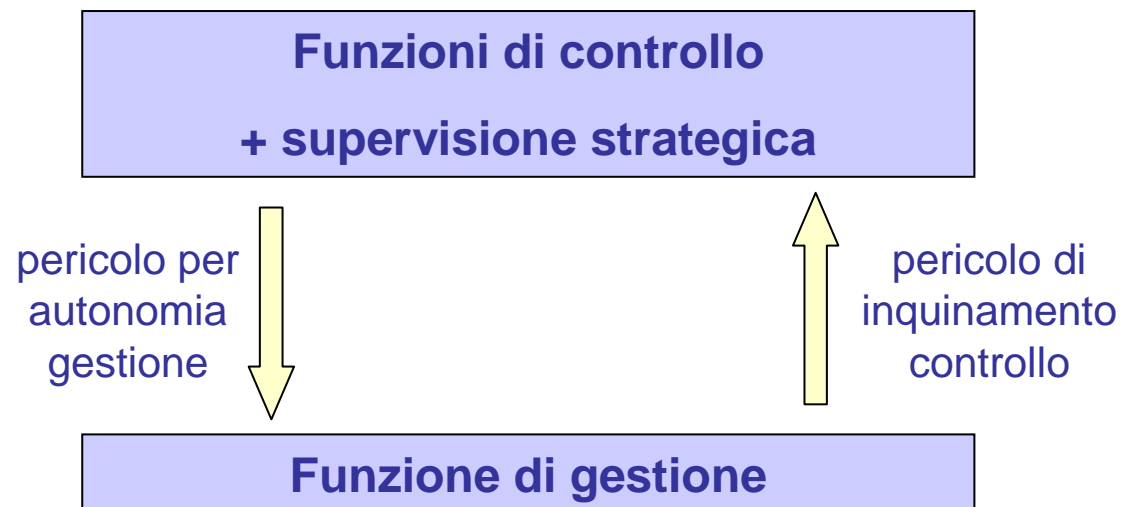 Funzioni di controllo
+ supervisione strategica
pericolo per
autonomia
gestione
pericolo di
inquinamento
controllo
Funzione di gestione